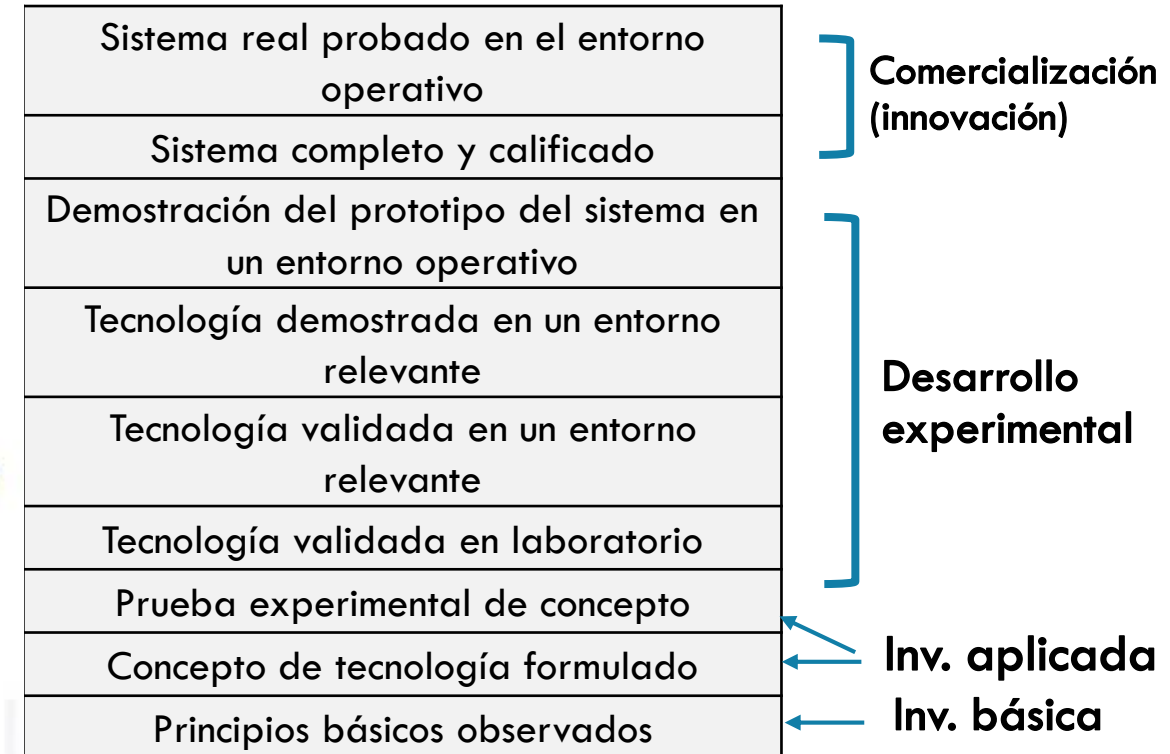 Sistema real probado en el entorno
operativo
Sistema completo y calificado
Demostración del prototipo del sistema en
un entorno operativo
Tecnología demostrada en un entorno
relevante
Tecnología validada en un entorno
relevante
Tecnología validada en laboratorio
Prueba experimental de concepto
Concepto de tecnología formulado
Principios básicos observados
Comercialización
(innovación)
Desarrollo
experimental
Inv. aplicada
Inv. básica